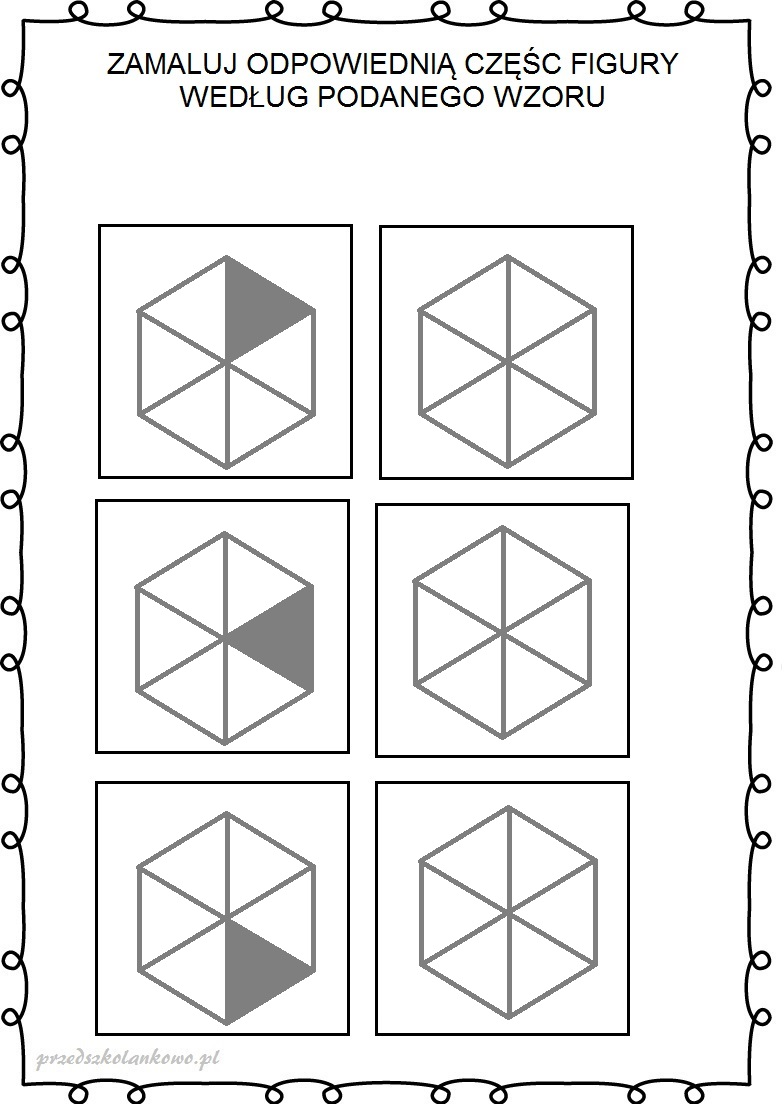 ZAMALUJ ODPOWIEDNIĄ CZĘŚC FIGURY
WEDŁUG PODANEGO WZORU
przedszkolankowo.pl